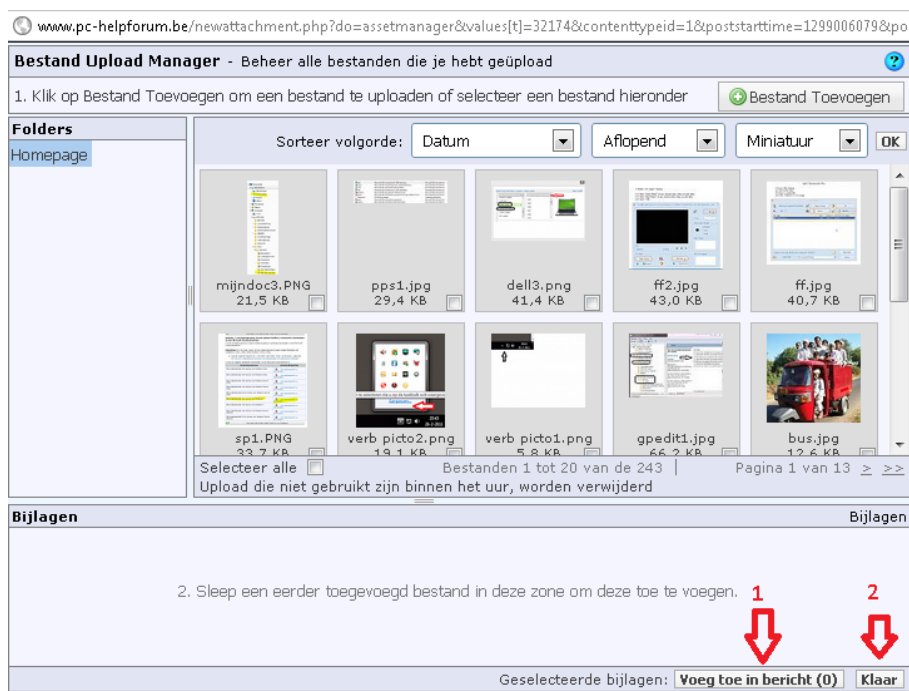 www.pc-helpforum.be/newattachment.php?do=assetmanager&values[t]=32174&contenttypeid=1&poststarttime=1299006079&po
Bestand Upload Manager - Beheer alle bestanden die je hebt geüpload
1. Klik op Bestand Toevoegen om een bestand te uploaden of selecteer een bestand hieronder
Bestand Toevoegen
Folders
Homepage
Sorteer volgorde: Datum Aflopend Miniatuur OK
mijndoc3.PNG pps1.jpg dell3.png ff2.jpg ff.jpg
21,5 KB 29,4 KB 41,4 KB 43,0 KB 40,7 KB
sp1.PNG verb picto2.png verb picto1.png gpedit1.jpg bus.jpg
33,7 KB 19,1 KB 5,8 KB 66,2 KB 12,6 KB
Selecteer alle Bestanden 1 tot 20 van de 243 | Pagina 1 van 13 > >>
Upload die niet gebruikt zijn binnen het uur, worden verwijderd
Bijlagen Bijlagen
2. Sleep een eerder toegevoegd bestand in deze zone om deze toe te voegen.
1 2
Geselecteerde bijlagen: Voeg toe in bericht (0) Klaar